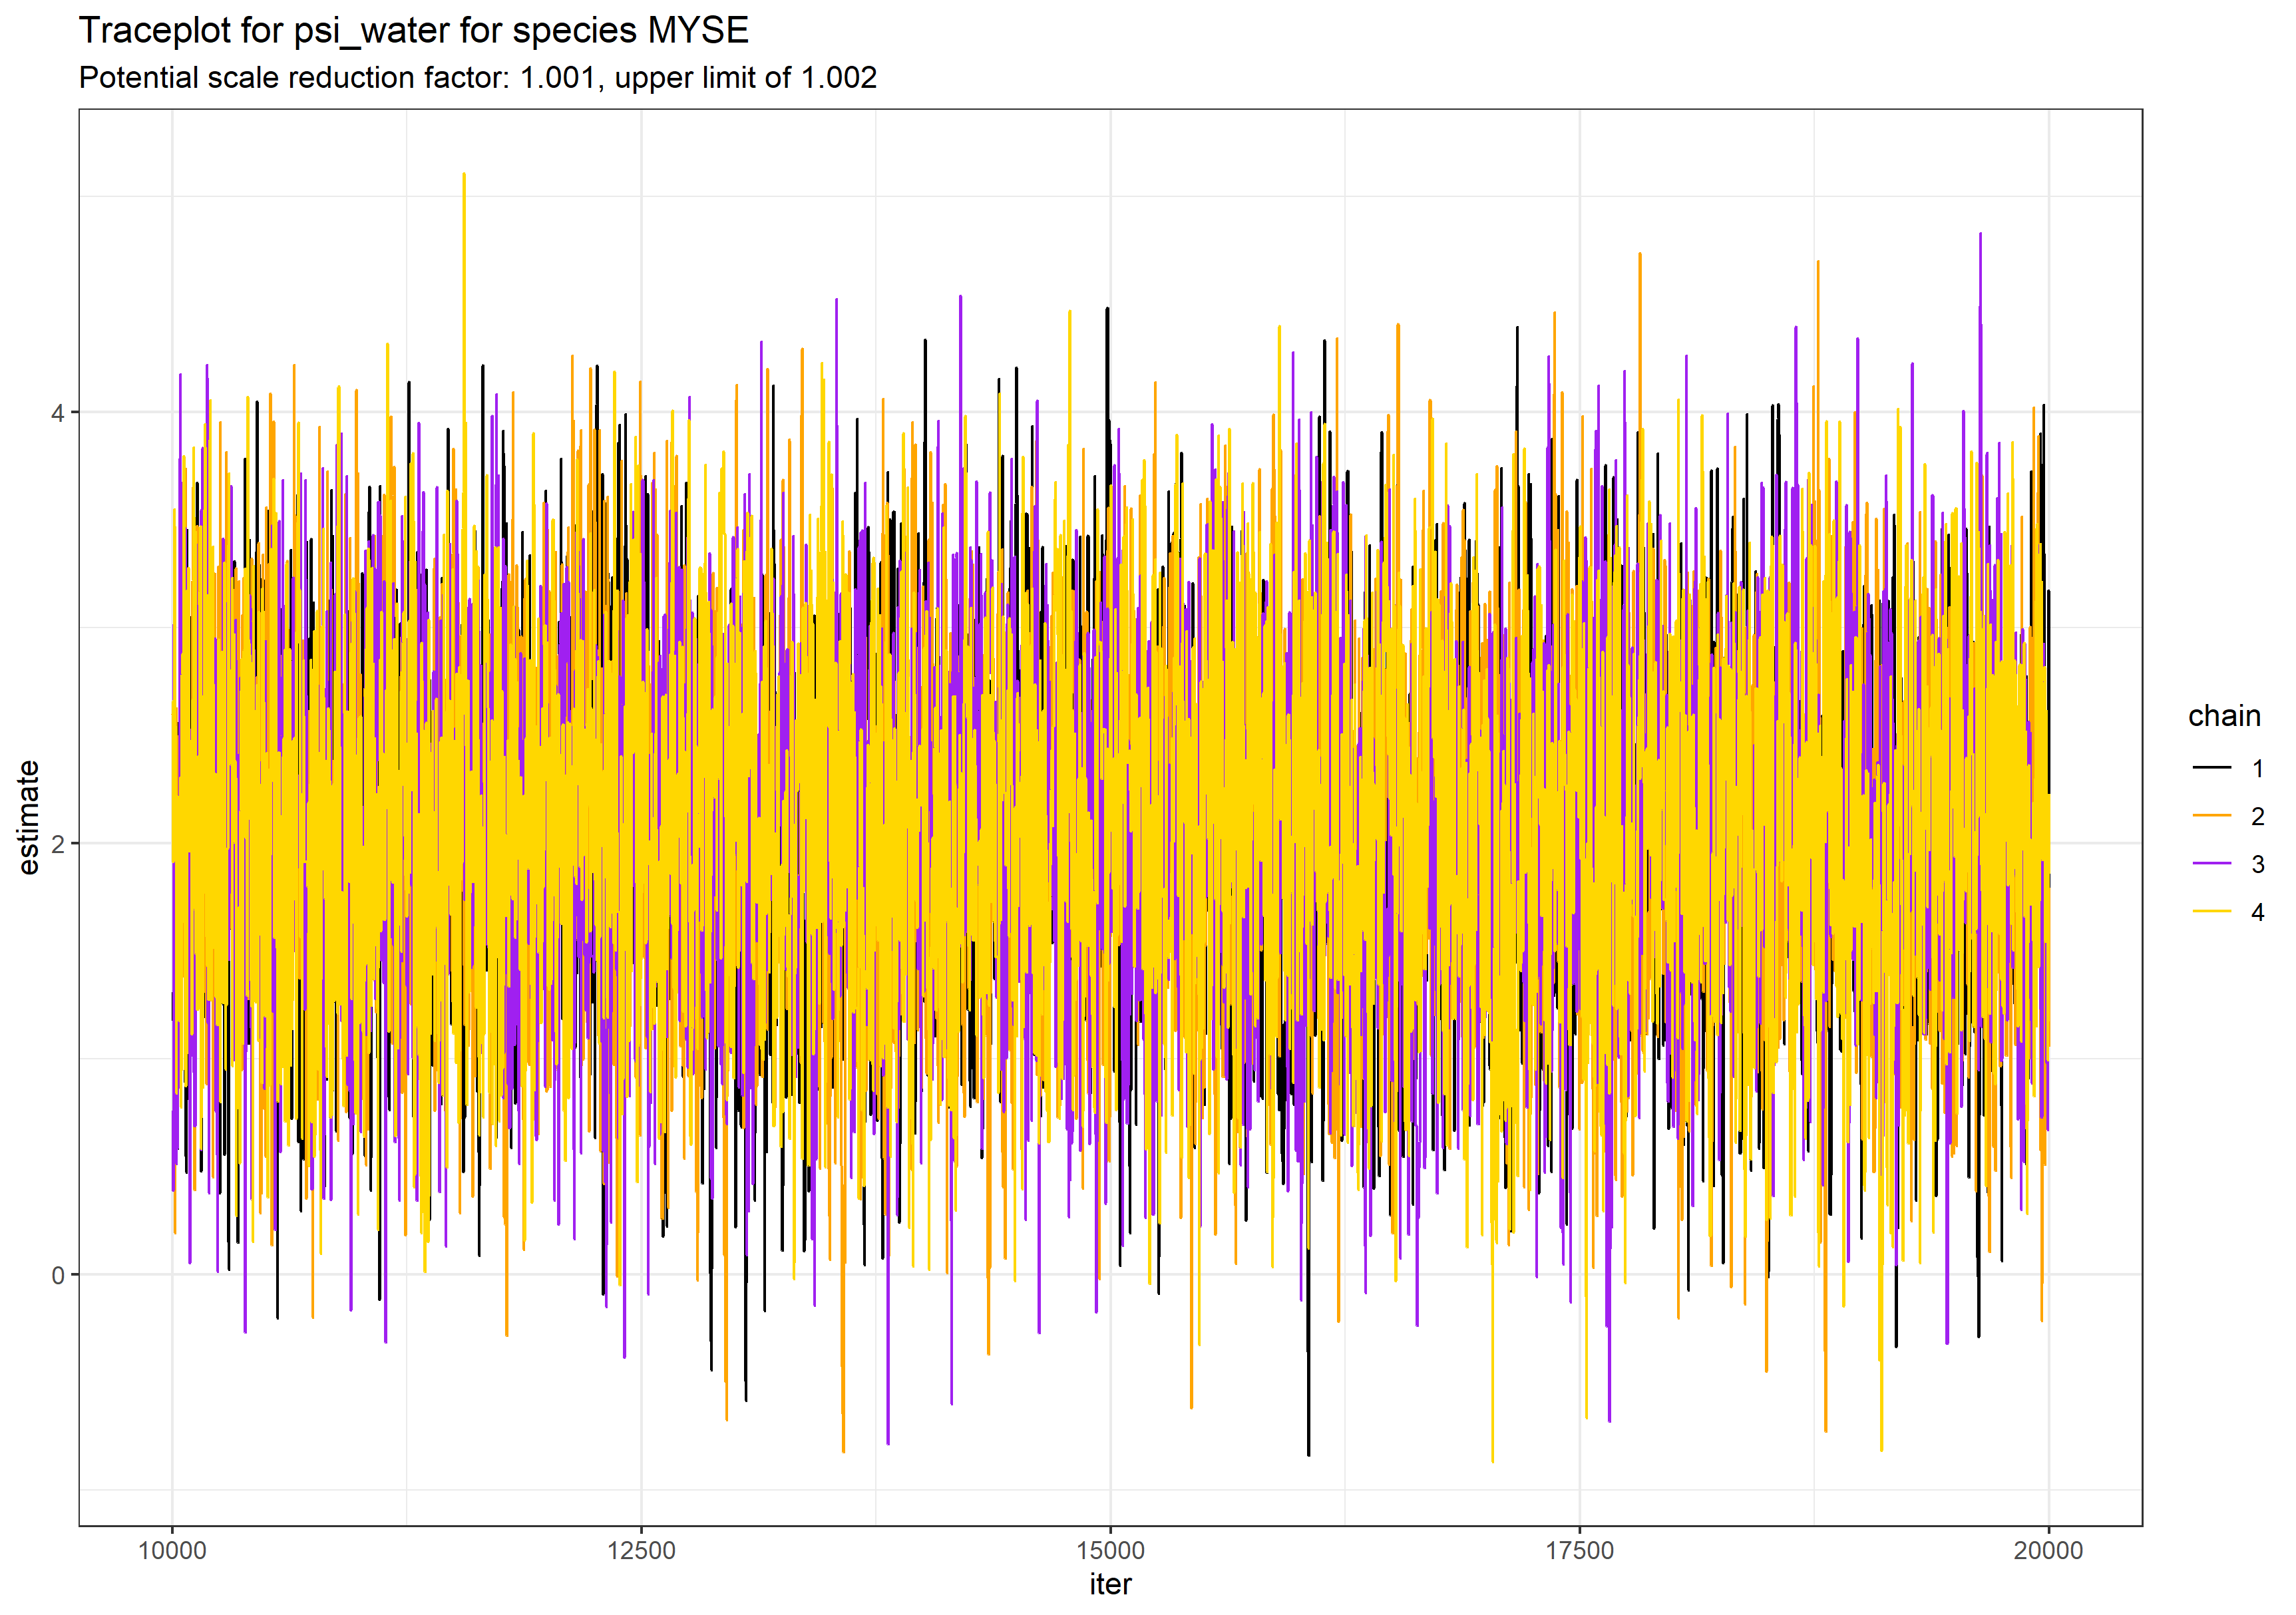 Traceplot for psi_water for species MYSE
Potential scale reduction factor: 1.001, upper limit of 1.002
estimate
4
2
0
10000 12500 15000 17500 20000
iter
chain
1
2
3
4